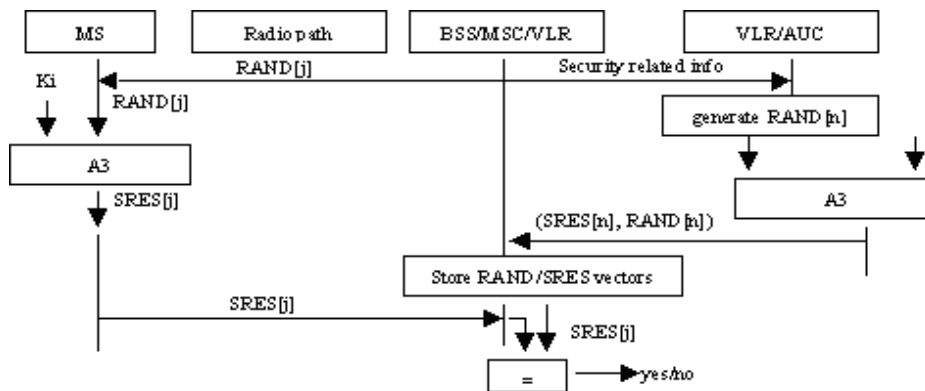 MS
Radio path
BSS/MSC/VLR
VLR/AUC
RAND[j]
Security related info
Ki
RAND[j]
generate RAND[n]
A3
A3
SRES[j]
(SRES[n], RAND[n])
Store RAND/SRES vectors
SRES[j]
SRES[j]
=
yes/no